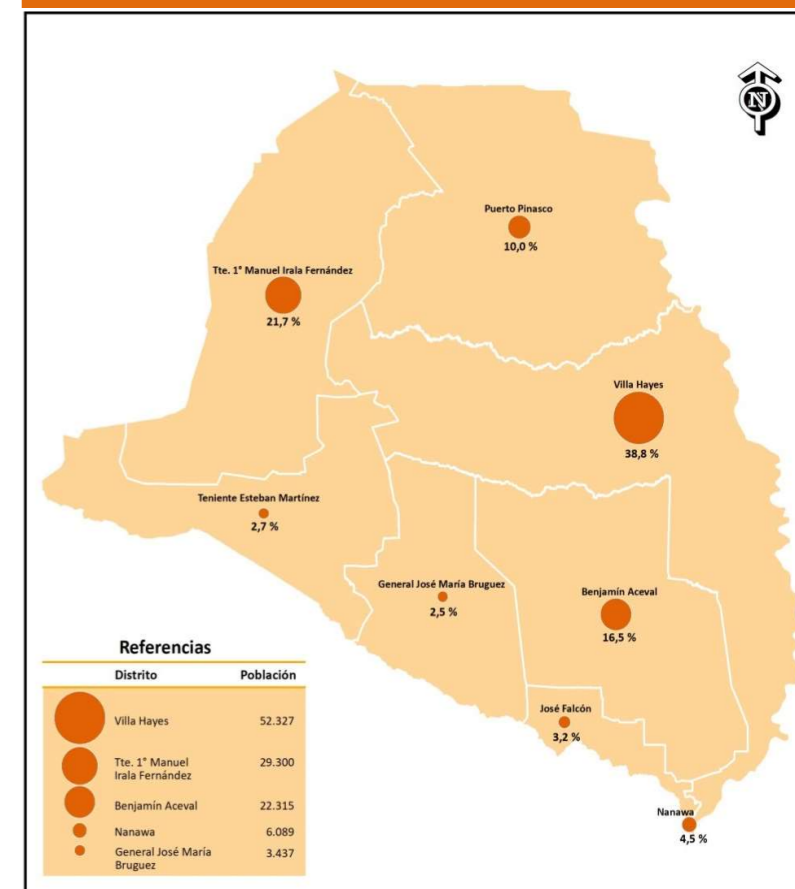 N
Puerto Pinasco
10,0 %
Tte. 1° Manuel Irala Fernández
21,7 %
Villa Hayes
38,8 %
Teniente Esteban Martínez
2,7 %
General José María Bruguez
2,5 %
Benjamín Aceval
16,5 %
José Falcón
3,2 %
Nanawa
4,5 %
Referencias
Distrito Población
Villa Hayes 52.327
Tte. 1° Manuel
Irala Fernández 29.300
Benjamín Aceval 22.315
Nanawa 6.089
General José María
Bruguez 3.437